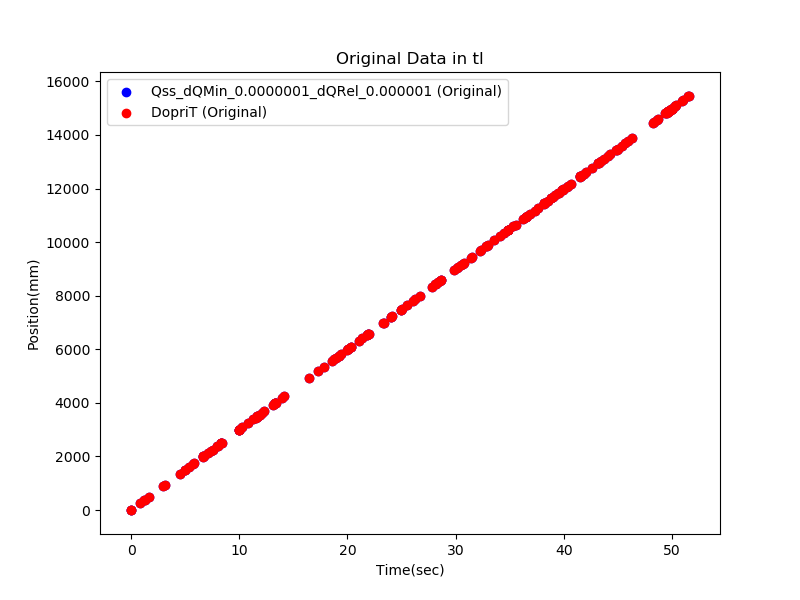 Original Data in tl
Qss_dQMin_0.0000001_dQRel_0.000001 (Original)
DopriT (Original)
16000
14000
12000
10000
8000
6000
4000
2000
0
Position(mm)
0 10 20 30 40 50
Time(sec)